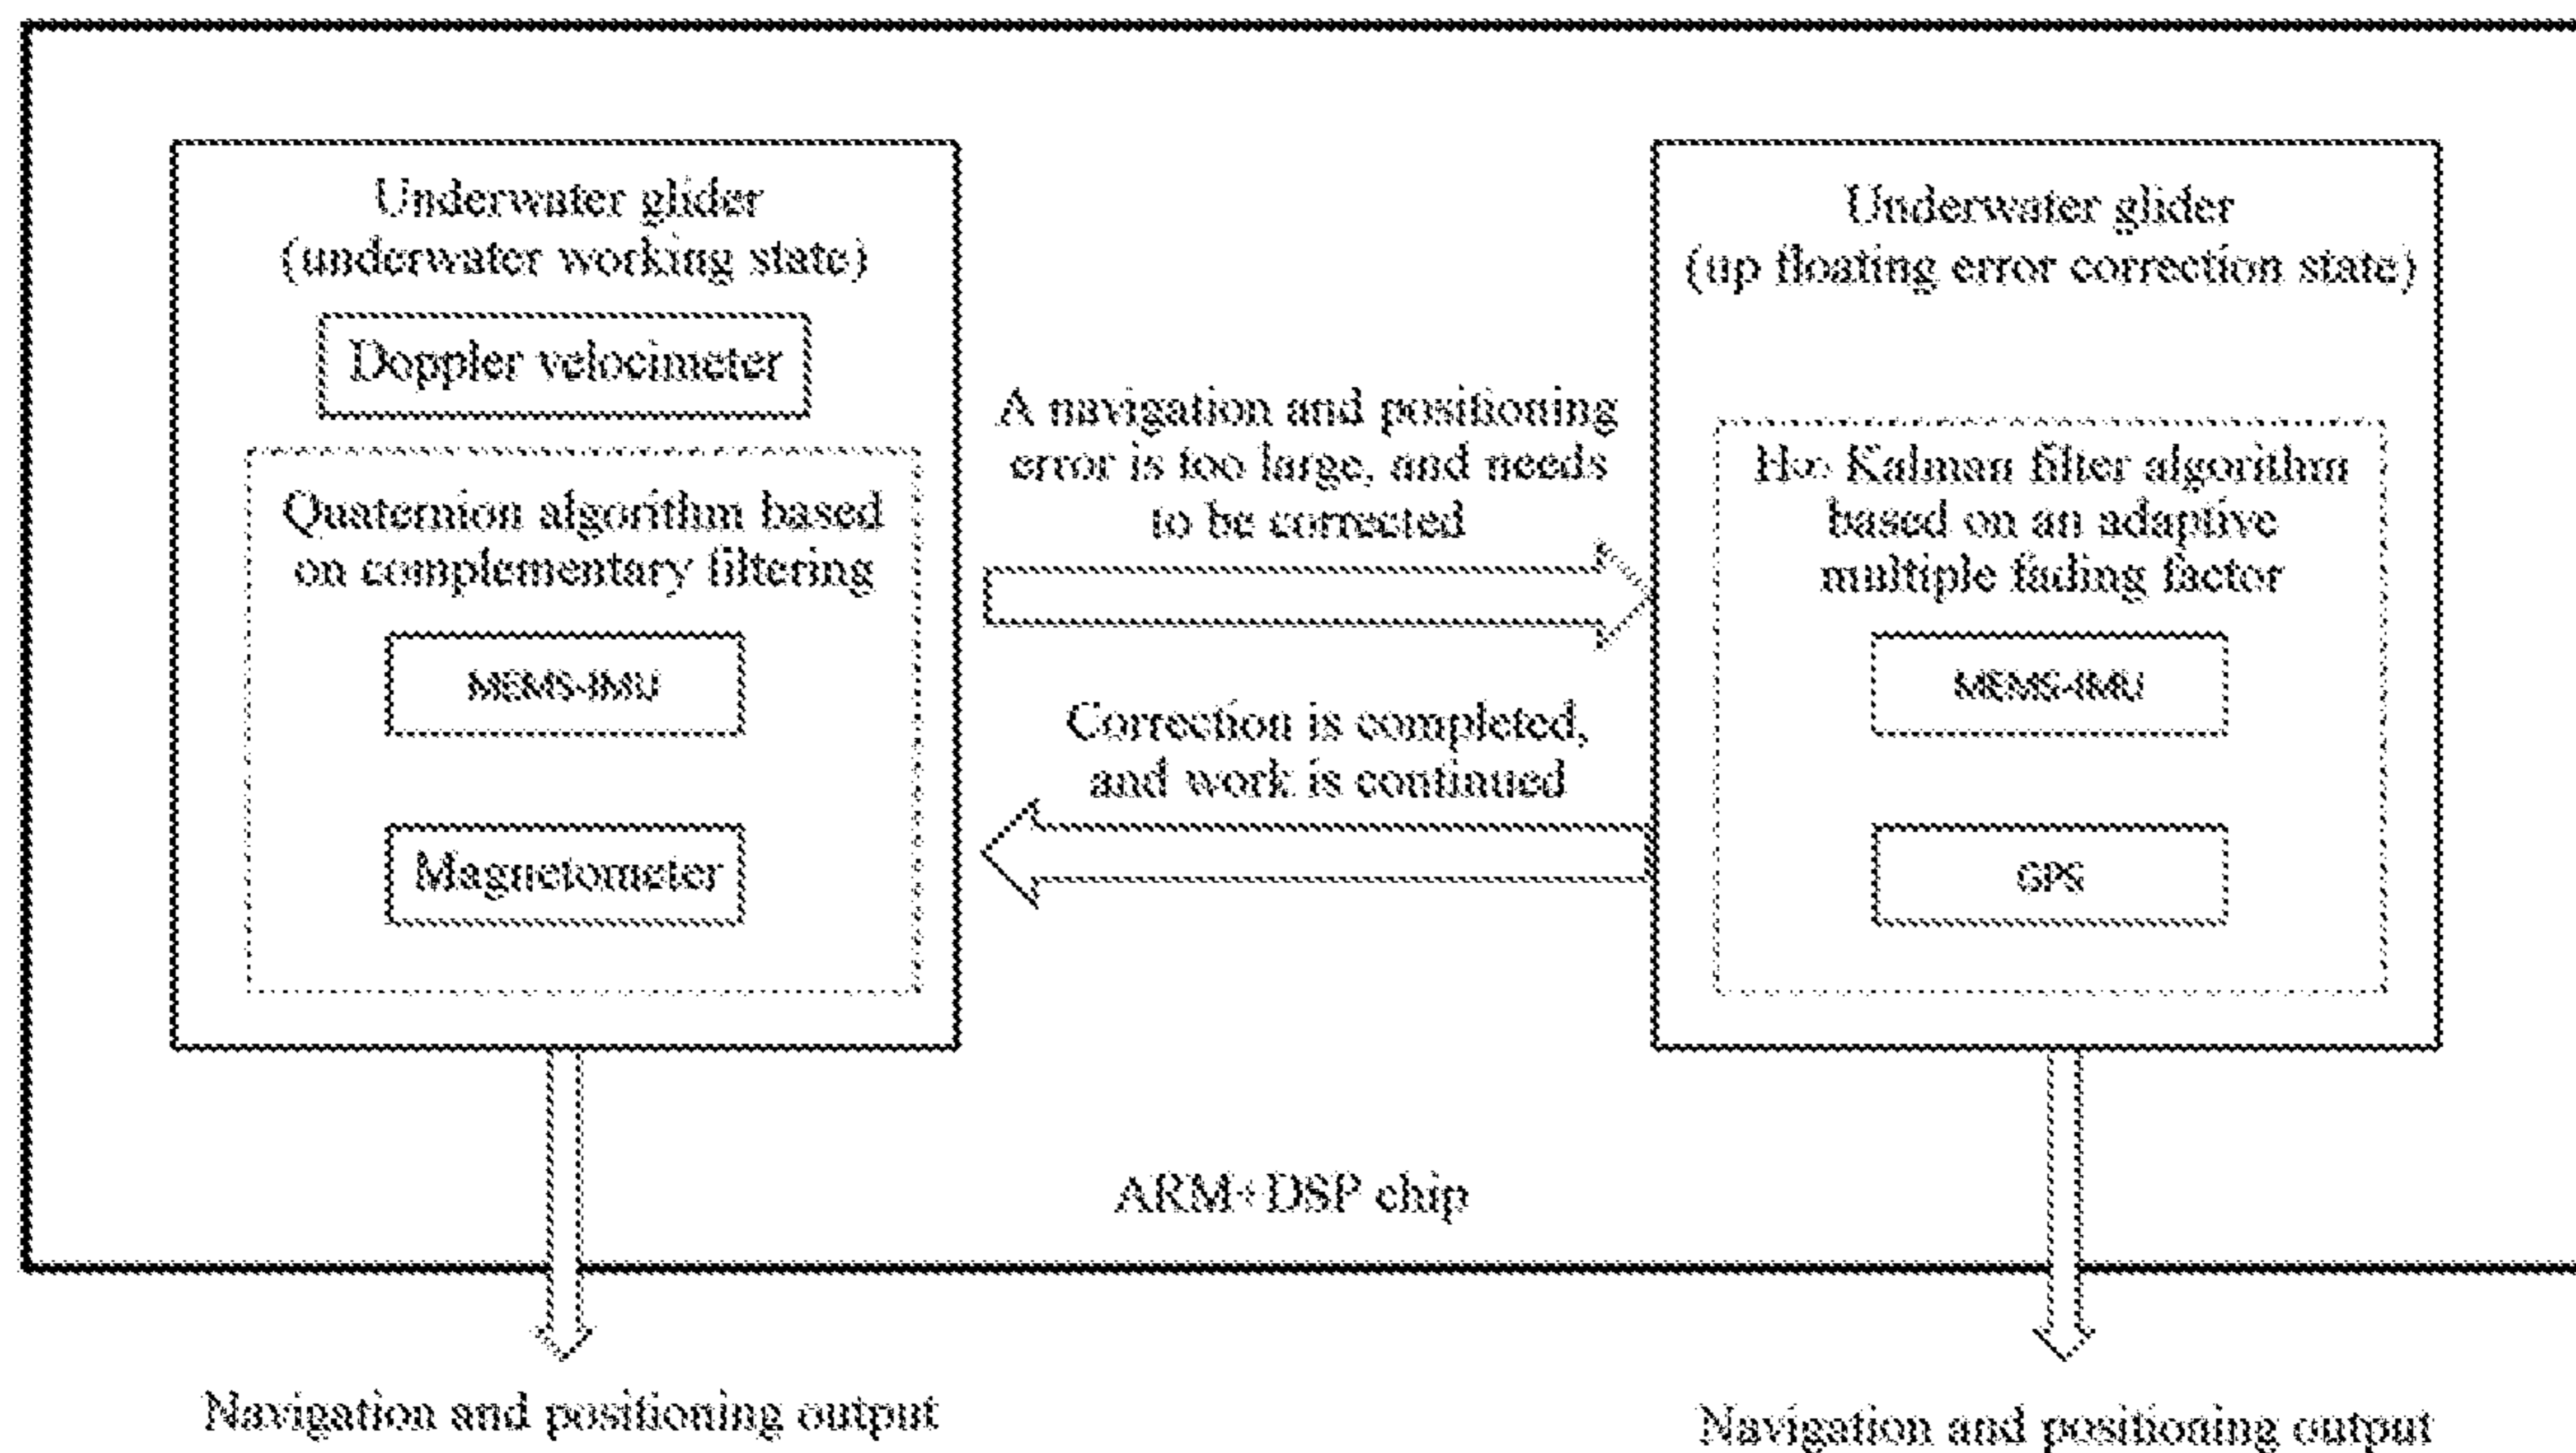 Underwater glider
(underwater working state)
Doppler velocimeter
Quaternion algorithm based
on complementary filtering
MEMS-IMU
Magnetometer
A navigation and positioning
error is too large, and needs
to be corrected
Correction is completed,
and work is continued
Underwater glider
(up floating error correction state)
H∞ Kalman filter algorithm
based on an adaptive
multiple fading factor
MEMS-IMU
GPS
ARM+DSP chip
Navigation and positioning output
Navigation and positioning output